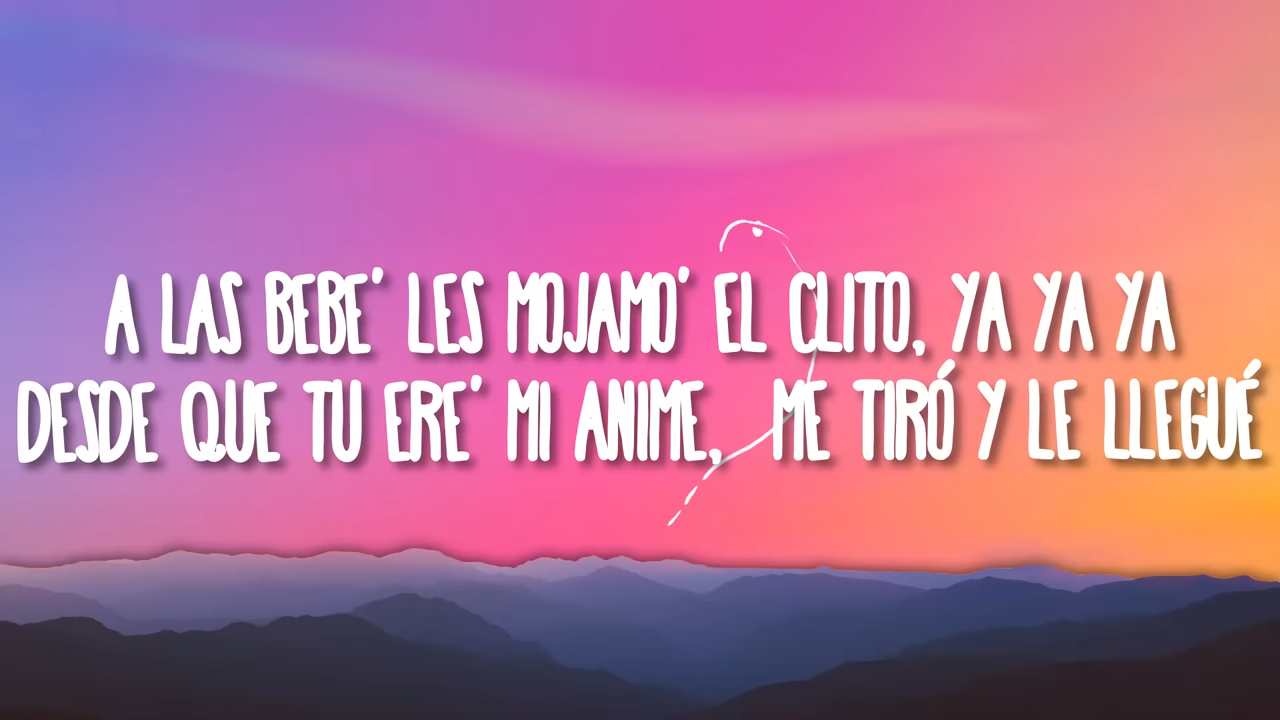 A LAS BEBE' LES MOJAMO' EL CLITO, YA YA YA
DESDE QUE TU ERE' MI ANIME, ME TIRÓ Y LE LLEGUÉ